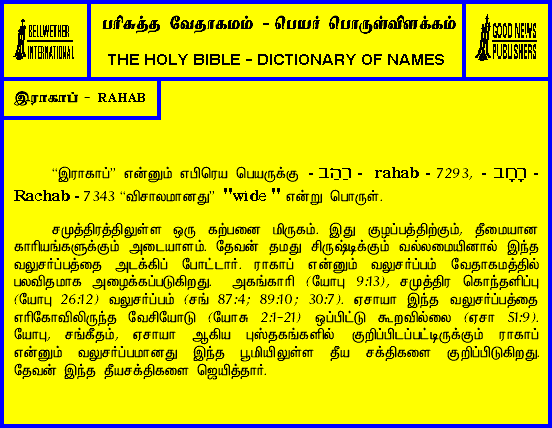 BELLWETHER
INTERNATIONAL
பரிசுத்த வேதாகமம் - பெயர் பொருள்விளக்கம்
THE HOLY BIBLE - DICTIONARY OF NAMES
GOOD NEWS
PUBLISHERS
இராகாப் - RAHAB
“இராகாப்” என்னும் எபிரெய பெயருக்கு - רַהַב - rahab - 7293, - רָחָב -
Rachab - 7343 “விசாலமானது” "wide" என்று பொருள்.
சமுத்திரத்திலுள்ள ஒரு கற்பனை மிருகம். இது குழப்பத்திற்கும், தீமையான
காரியங்களுக்கும் அடையாளம். தேவன் தமது சிருஷ்டிக்கும் வல்லமையினால் இந்த
வலுசர்ப்பத்தை அடக்கிப் போட்டார். ராகாப் என்னும் வலுசர்ப்பம் வேதாகமத்தில்
பலவிதமாக அழைக்கப்படுகிறது. அகங்காரி (யோபு 9:13), சமுத்திர கொந்தளிப்பு
(யோபு 26:12) வலுசர்ப்பம் (சங் 87:4; 89:10; 30:7). ஏசாயா இந்த வலுசர்ப்பத்தை
எரிகோவிலிருந்த வேசியோடு (யோசு 2:1-21) ஒப்பிட்டு கூறவில்லை (ஏசா 51:9).
யோபு, சங்கீதம், ஏசாயா ஆகிய புஸ்தகங்களில் குறிப்பிடப்பட்டிருக்கும் ராகாப்
என்னும் வலுசர்ப்பமானது இந்த பூமியிலுள்ள தீய சக்திகளை குறிப்பிடுகிறது.
தேவன் இந்த தீயசக்திகளை ஜெயித்தார்.